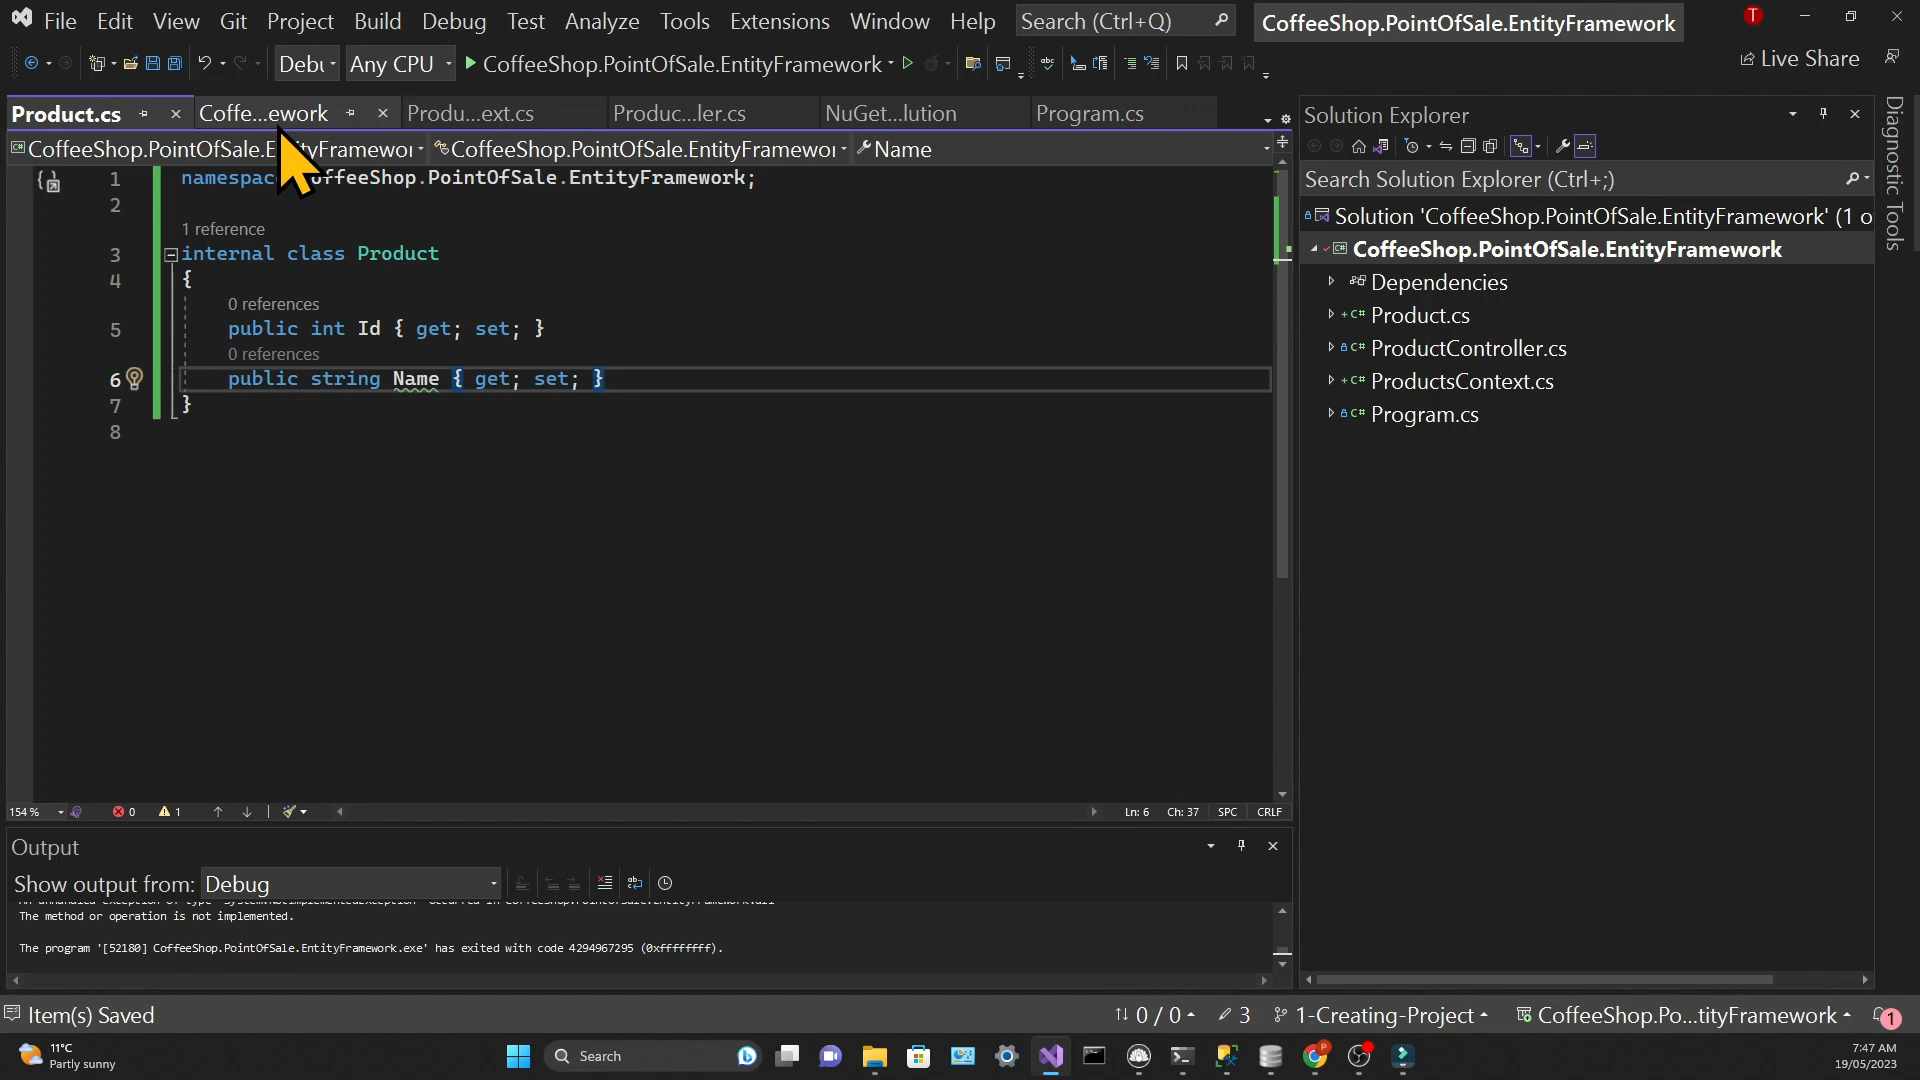 File Edit View Git Project Build Debug Test Analyze Tools Extensions Window Help Search (Ctrl+Q) CoffeeShop.PointOfSale.EntityFramework T
Debu Any CPU CoffeeShop.PointOfSale.EntityFramework Live Share
Product.cs Coffe...ework Produ...ext.cs Produc...ler.cs NuGet...lution Program.cs
CoffeeShop.PointOfSale.E tyFramewor CoffeeShop.PointOfSale.EntityFramewor Name
1 namespac offeeShop.PointOfSale.EntityFramework;
2
1 reference
3 internal class Product
4 {
0 references
5 public int Id { get; set; }
0 references
6 public string Name { get; set; }
7 }
8
154 % 0 1 Ln: 6 Ch: 37 SPC CRLF
Output
Show output from: Debug
The method or operation is not implemented.
The program '[52180] CoffeeShop.PointOfSale.EntityFramework.exe' has exited with code 4294967295 (0xffffffff).
Solution Explorer
Search Solution Explorer (Ctrl+;)
Solution 'CoffeeShop.PointOfSale.EntityFramework' (1 o
CoffeeShop.PointOfSale.EntityFramework
Dependencies
Product.cs
ProductController.cs
ProductsContext.cs
Program.cs
Diagnostic Tools
Item(s) Saved 0 / 0 3 1-Creating-Project CoffeeShop.Po...tityFramework 1
11°C
Partly sunny
Search
7:47 AM
19/05/2023